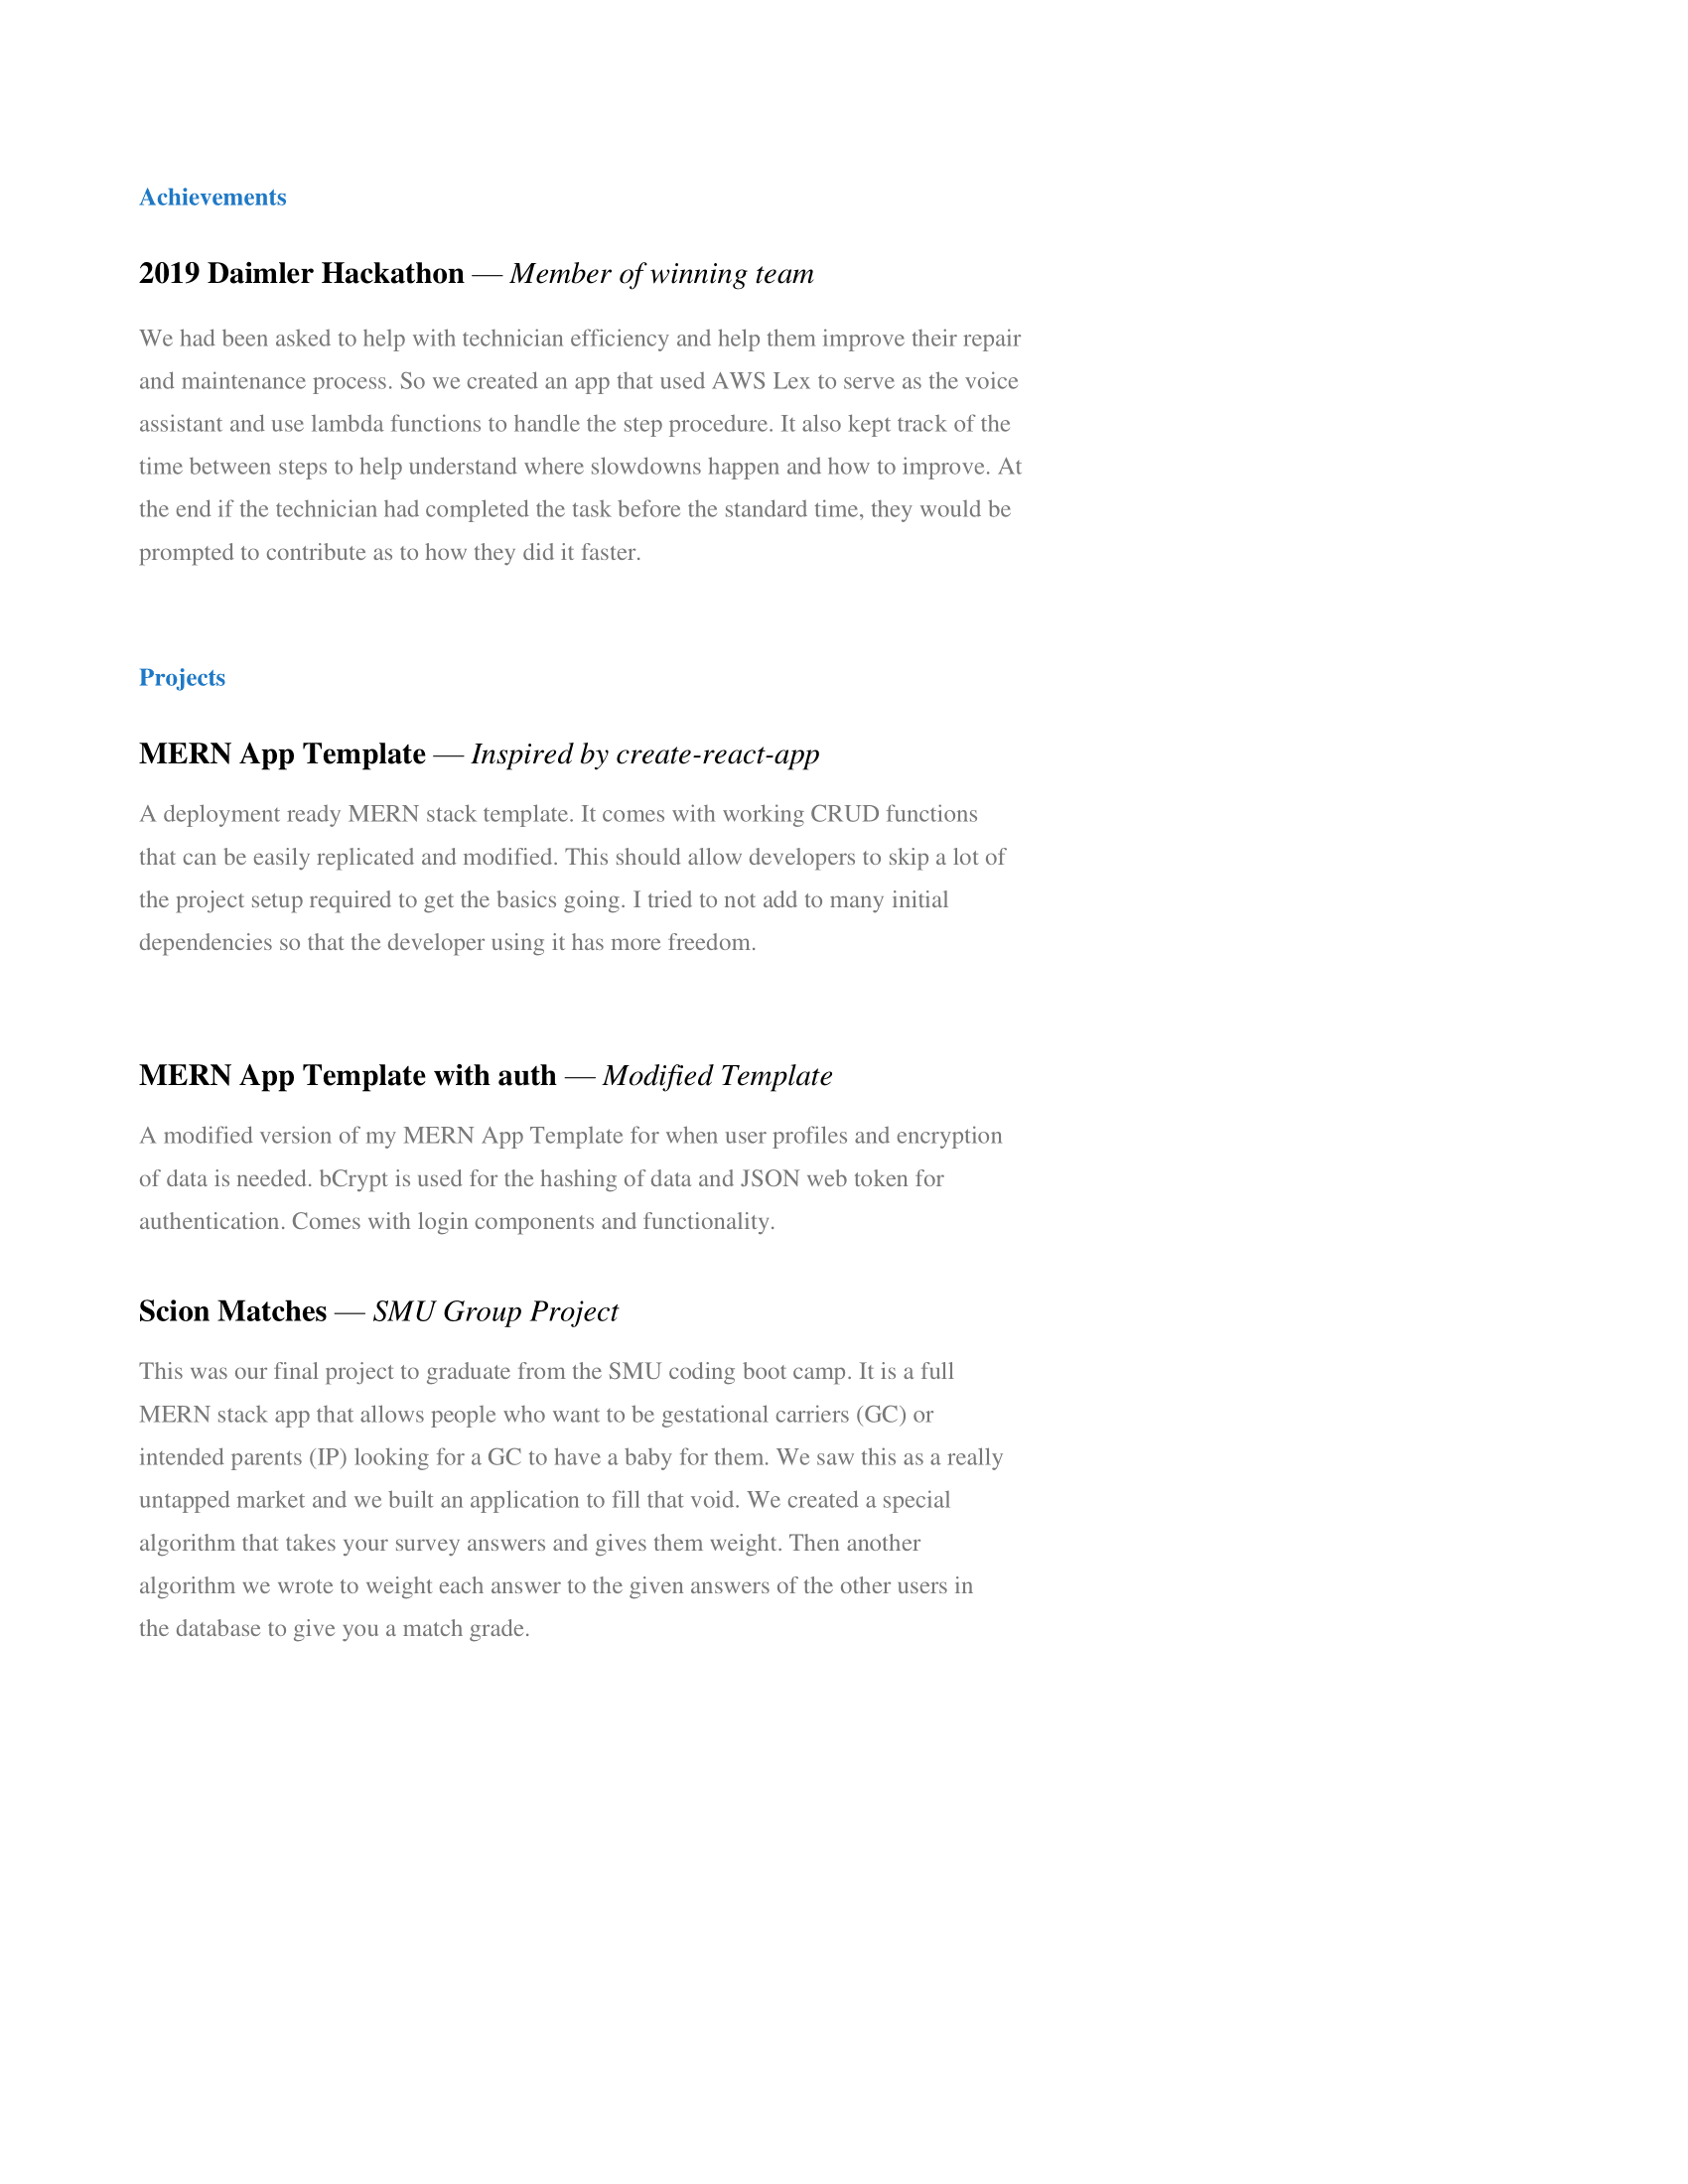 Achievements
2019 Daimler Hackathon — Member of winning team
We had been asked to help with technician efficiency and help them improve their repair
and maintenance process. So we created an app that used AWS Lex to serve as the voice
assistant and use lambda functions to handle the step procedure. It also kept track of the
time between steps to help understand where slowdowns happen and how to improve. At
the end if the technician had completed the task before the standard time, they would be
prompted to contribute as to how they did it faster.
Projects
MERN App Template — Inspired by create-react-app
A deployment ready MERN stack template. It comes with working CRUD functions
that can be easily replicated and modified. This should allow developers to skip a lot of
the project setup required to get the basics going. I tried to not add to many initial
dependencies so that the developer using it has more freedom.
MERN App Template with auth — Modified Template
A modified version of my MERN App Template for when user profiles and encryption
of data is needed. bCrypt is used for the hashing of data and JSON web token for
authentication. Comes with login components and functionality.
Scion Matches — SMU Group Project
This was our final project to graduate from the SMU coding boot camp. It is a full
MERN stack app that allows people who want to be gestational carriers (GC) or
intended parents (IP) looking for a GC to have a baby for them. We saw this as a really
untapped market and we built an application to fill that void. We created a special
algorithm that takes your survey answers and gives them weight. Then another
algorithm we wrote to weight each answer to the given answers of the other users in
the database to give you a match grade.